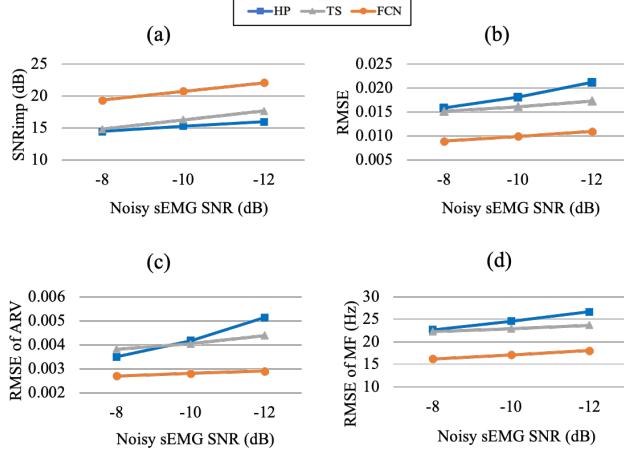 HP TS FCN
(a)
SNRimp (dB)
25
20
15
10
-8 -10 -12
Noisy sEMG SNR (dB)
(b)
RMSE
0.025
0.020
0.015
0.010
0.005
-8 -10 -12
Noisy sEMG SNR (dB)
(c)
RMSE of ARV
0.006
0.005
0.004
0.003
0.002
-8 -10 -12
Noisy sEMG SNR (dB)
(d)
RMSE of MF (Hz)
30
25
20
15
10
-8 -10 -12
Noisy sEMG SNR (dB)